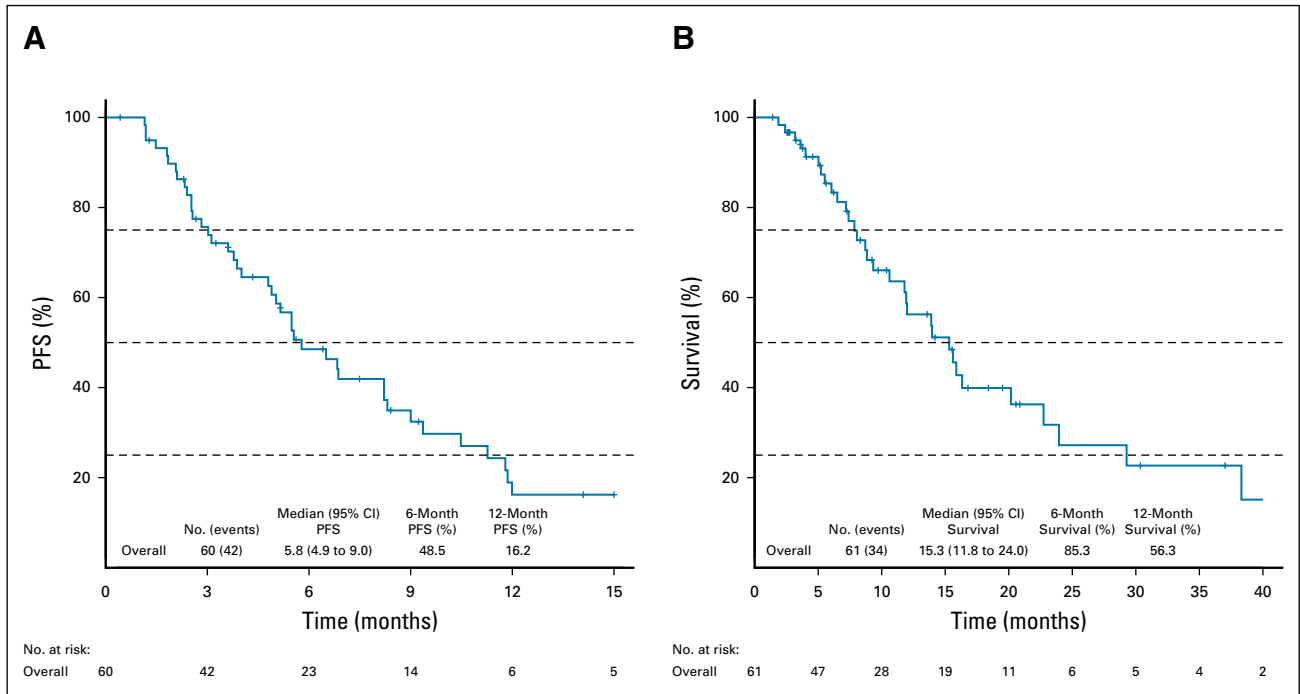 A
PFS (%)
100
80
60
40
20
Median (95% CI) 6-Month 12-Month
No. (events) PFS PFS (%) PFS (%)
Overall 60 (42) 5.8 (4.9 to 9.0) 48.5 16.2
0 3 6 9 12 15
Time (months)
No. at risk:
Overall 60 42 23 14 6 5
B
Survival (%)
100
80
60
40
20
Median (95% CI) 6-Month 12-Month
No. (events) Survival Survival (%) Survival (%)
Overall 61 (34) 15.3 (11.8 to 24.0) 85.3 56.3
0 5 10 15 20 25 30 35 40
Time (months)
No. at risk:
Overall 61 47 28 19 11 6 5 4 2